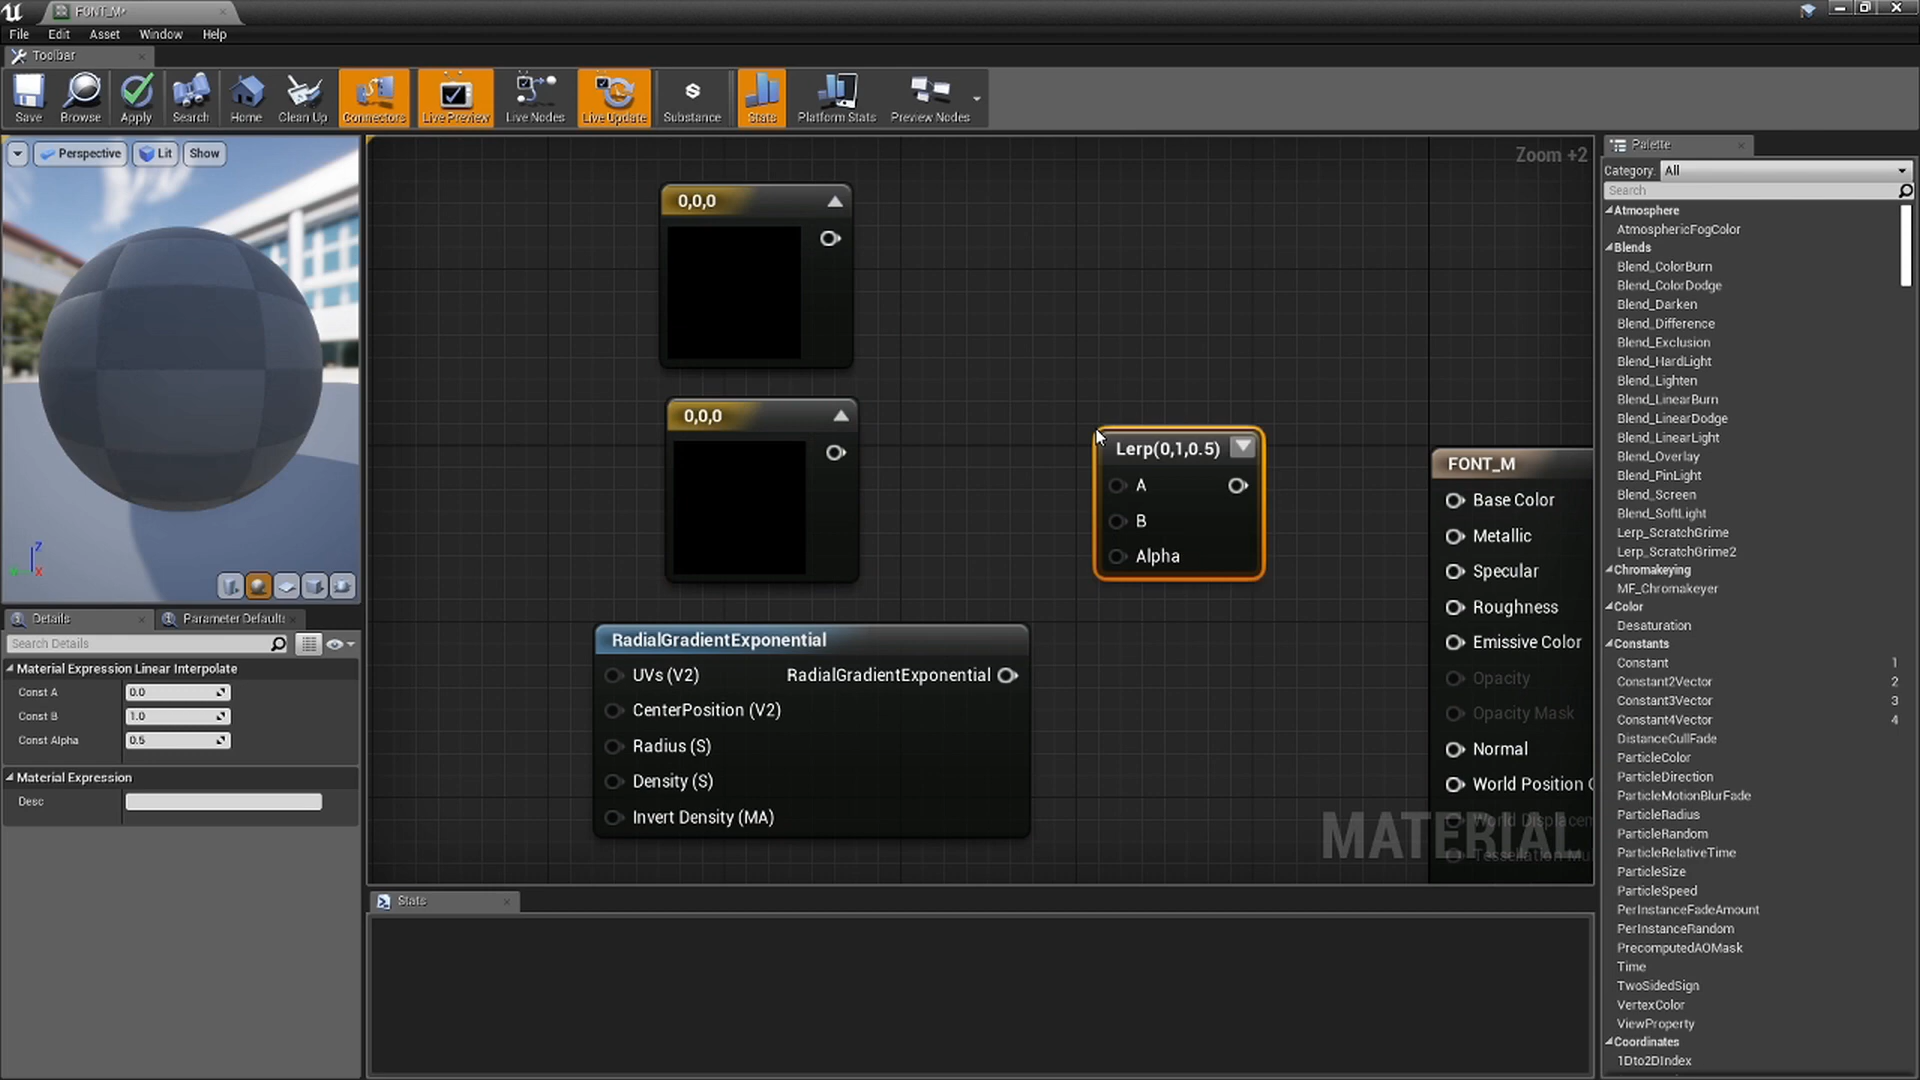 FONT_M*
File Edit Asset Window Help
Toolbar
Save Browse Apply Search Home Clean Up Connectors Live Preview Live Nodes Live Update Substance Stats Platform Stats Preview Nodes
Perspective Lit Show
Z
X
Details Parameter Defaults
Search Details
Material Expression Linear Interpolate
Const A 0.0
Const B 1.0
Const Alpha 0.5
Material Expression
Desc
Zoom +2
0,0,0
0,0,0
Lerp(0,1,0.5)
A
B
Alpha
RadialGradientExponential
UVs (V2) RadialGradientExponential
CenterPosition (V2)
Radius (S)
Density (S)
Invert Density (MA)
FONT_M
Base Color
Metallic
Specular
Roughness
Emissive Color
Opacity
Opacity Mask
Normal
World Position
World Displacem
Tessellation Mu
MATERIAL
Stats
Palette
Category: All
Search
Atmosphere
AtmosphericFogColor
Blends
Blend_ColorBurn
Blend_ColorDodge
Blend_Darken
Blend_Difference
Blend_Exclusion
Blend_HardLight
Blend_Lighten
Blend_LinearBurn
Blend_LinearDodge
Blend_LinearLight
Blend_Overlay
Blend_PinLight
Blend_Screen
Blend_SoftLight
Lerp_ScratchGrime
Lerp_ScratchGrime2
Chromakeying
MF_Chromakeyer
Color
Desaturation
Constants
Constant 1
Constant2Vector 2
Constant3Vector 3
Constant4Vector 4
DistanceCullFade
ParticleColor
ParticleDirection
ParticleMotionBlurFade
ParticleRadius
ParticleRandom
ParticleRelativeTime
ParticleSize
ParticleSpeed
PerInstanceFadeAmount
PerInstanceRandom
PrecomputedAOMask
Time
TwoSidedSign
VertexColor
ViewProperty
Coordinates
1Dto2DIndex